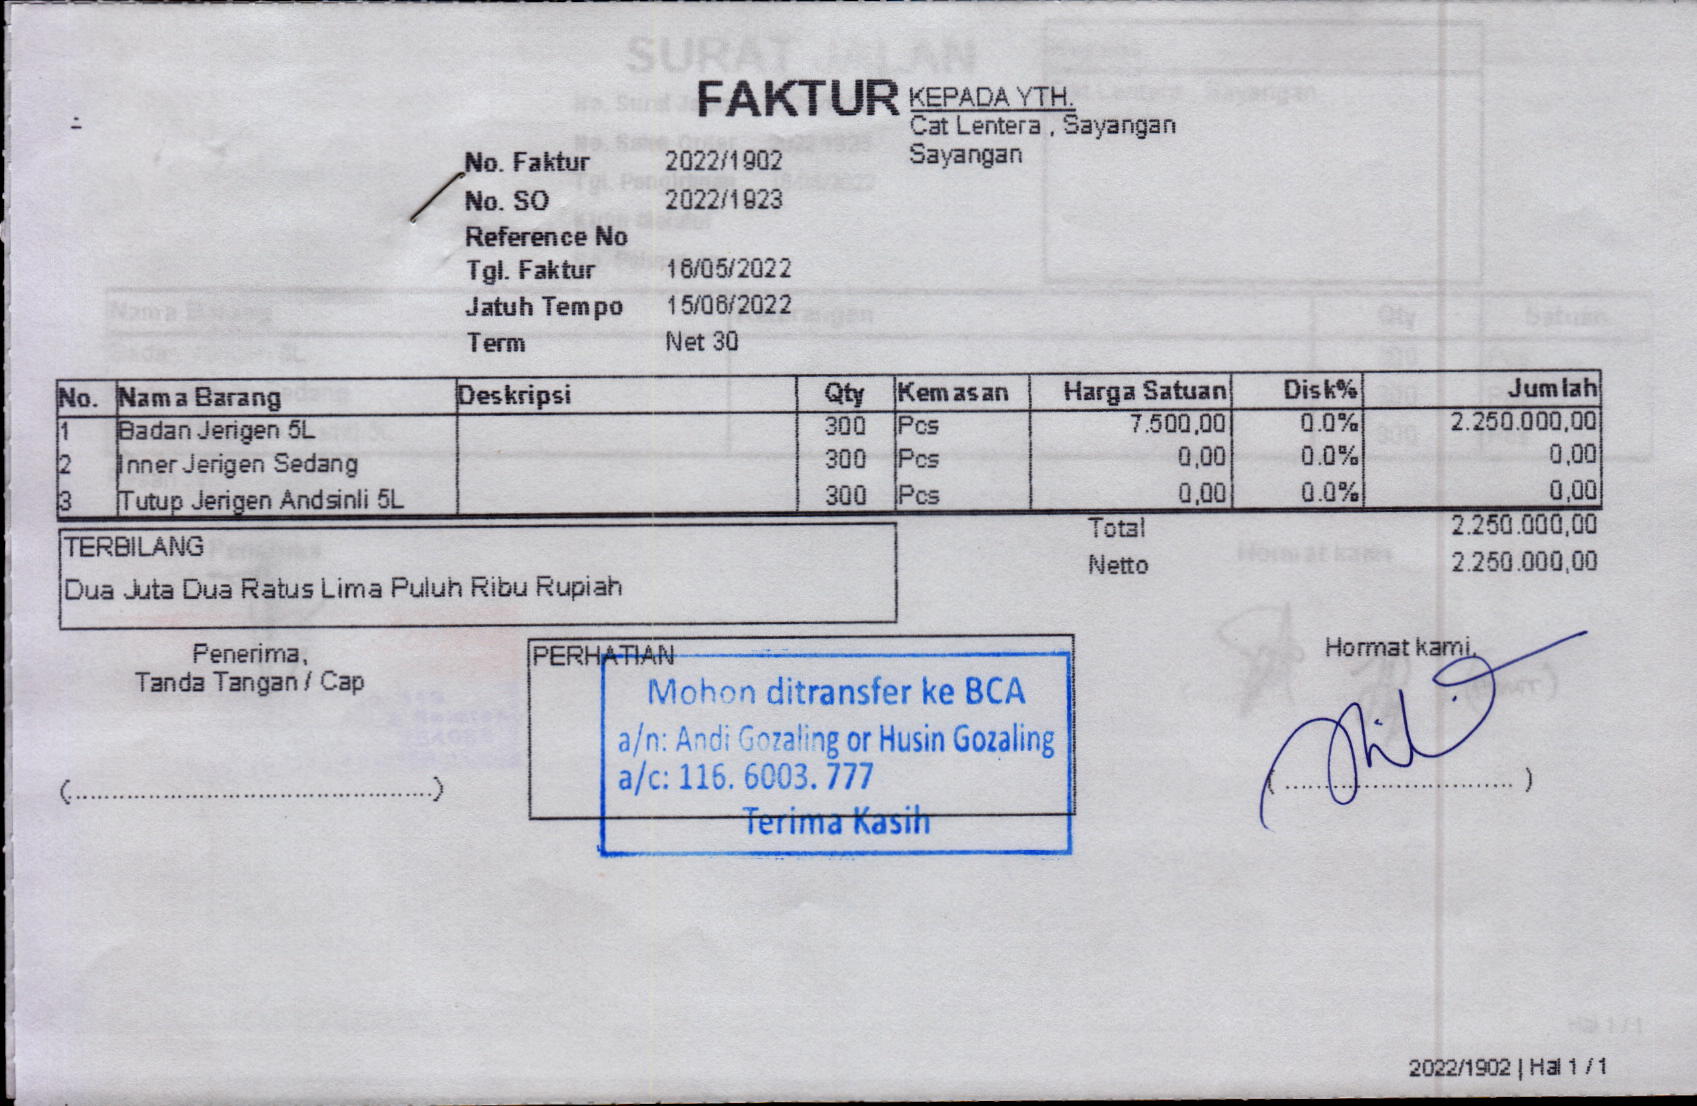 FAKTUR
KEPADA YTH.
Cat Lentera , Sayangan
Sayangan
No. Faktur 2022/1902
No. SO 2022/1923
Reference No
Tgl. Faktur 16/05/2022
Jatuh Tempo 15/06/2022
Term Net 30
No. Nama Barang Deskripsi Qty Kemasan Harga Satuan Disk% Jumlah
1 Badan Jerigen 5L 300 Pcs 7.500,00 0.0% 2.250.000,00
2 Inner Jerigen Sedang 300 Pcs 0,00 0.0% 0,00
3 Tutup Jerigen Andsinli 5L 300 Pcs 0,00 0.0% 0,00
Total 2.250.000,00
Netto 2.250.000,00
TERBILANG
Dua Juta Dua Ratus Lima Puluh Ribu Rupiah
Penerima,
Tanda Tangan / Cap
(................................................)
PERHATIAN
Mohon ditransfer ke BCA
a/n: Andi Gozaling or Husin Gozaling
a/c: 116. 6003. 777
Terima Kasih
Hormat kami,
(.............................. )
2022/1902 | Hal 1 / 1